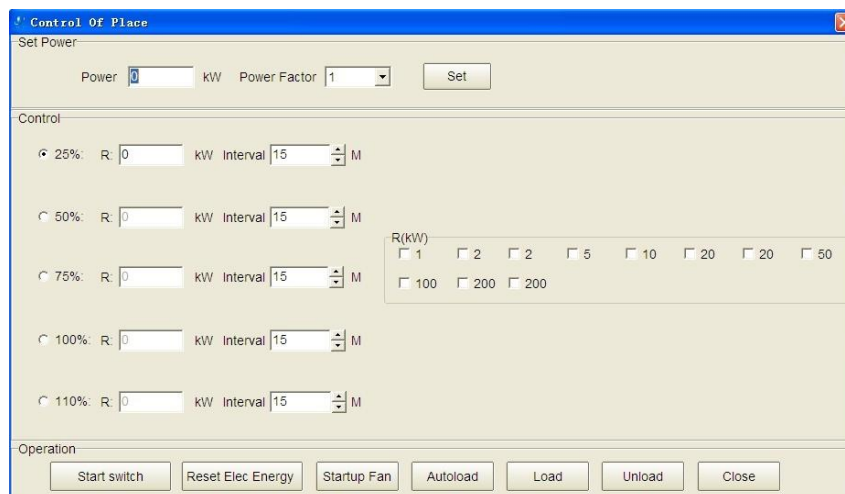 Control Of Place
Set Power
Power 0 kW Power Factor 1 Set
Control
25%: R: 0 kW Interval 15 M
50%: R: 0 kW Interval 15 M
R(kW)
1 2 2 5 10 20 20 50
75%: R: 0 kW Interval 15 M
100 200 200
100%: R: 0 kW Interval 15 M
110%: R: 0 kW Interval 15 M
Operation
Start switch Reset Elec Energy Startup Fan Autoload Load Unload Close